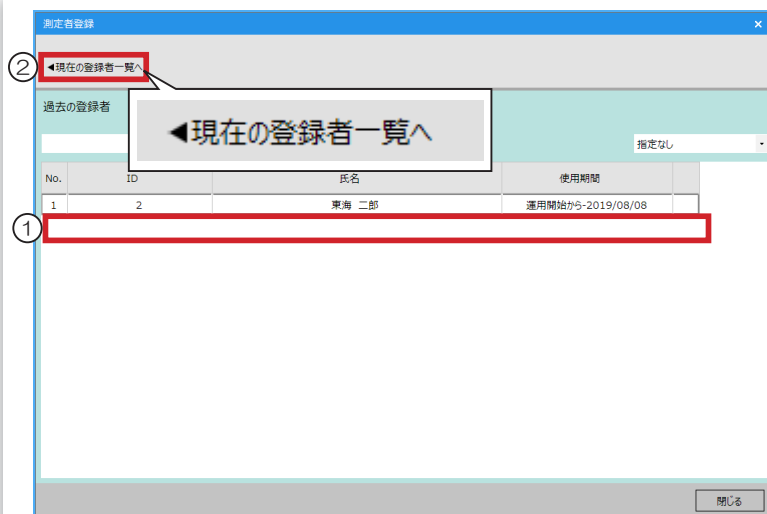 測定者登録 ×
② ◀現在の登録者一覧へ
◀現在の登録者一覧へ
過去の登録者
指定なし
No. ID 氏名 使用期間
1 2 東海 二郎 運用開始から-2019/08/08
①
閉じる